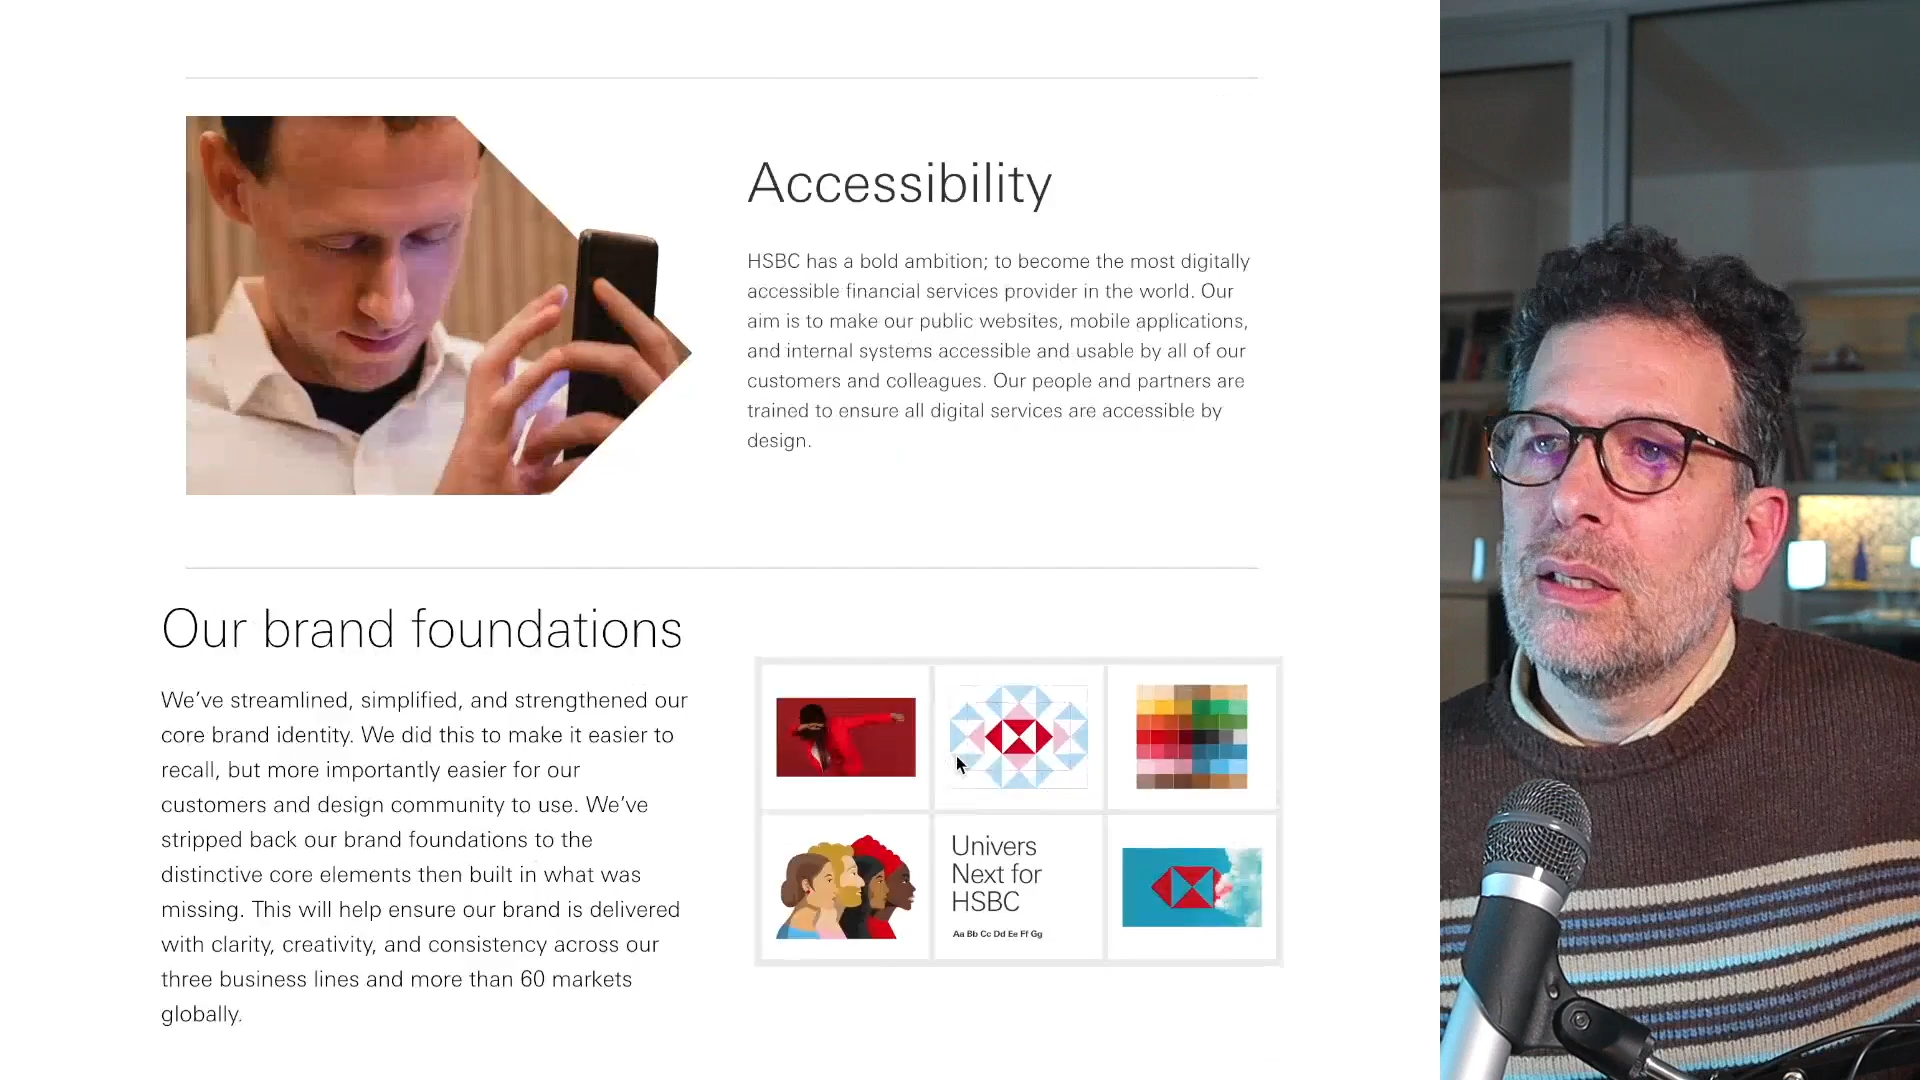 Accessibility
HSBC has a bold ambition; to become the most digitally
accessible financial services provider in the world. Our
aim is to make our public websites, mobile applications,
and internal systems accessible and usable by all of our
customers and colleagues. Our people and partners are
trained to ensure all digital services are accessible by
design.
Our brand foundations
We’ve streamlined, simplified, and strengthened our
core brand identity. We did this to make it easier to
recall, but more importantly easier for our
customers and design community to use. We’ve
stripped back our brand foundations to the
distinctive core elements then built in what was
missing. This will help ensure our brand is delivered
with clarity, creativity, and consistency across our
three business lines and more than 60 markets
globally.
Univers
Next for
HSBC
Aa Bb Cc Dd Ee Ff Gg